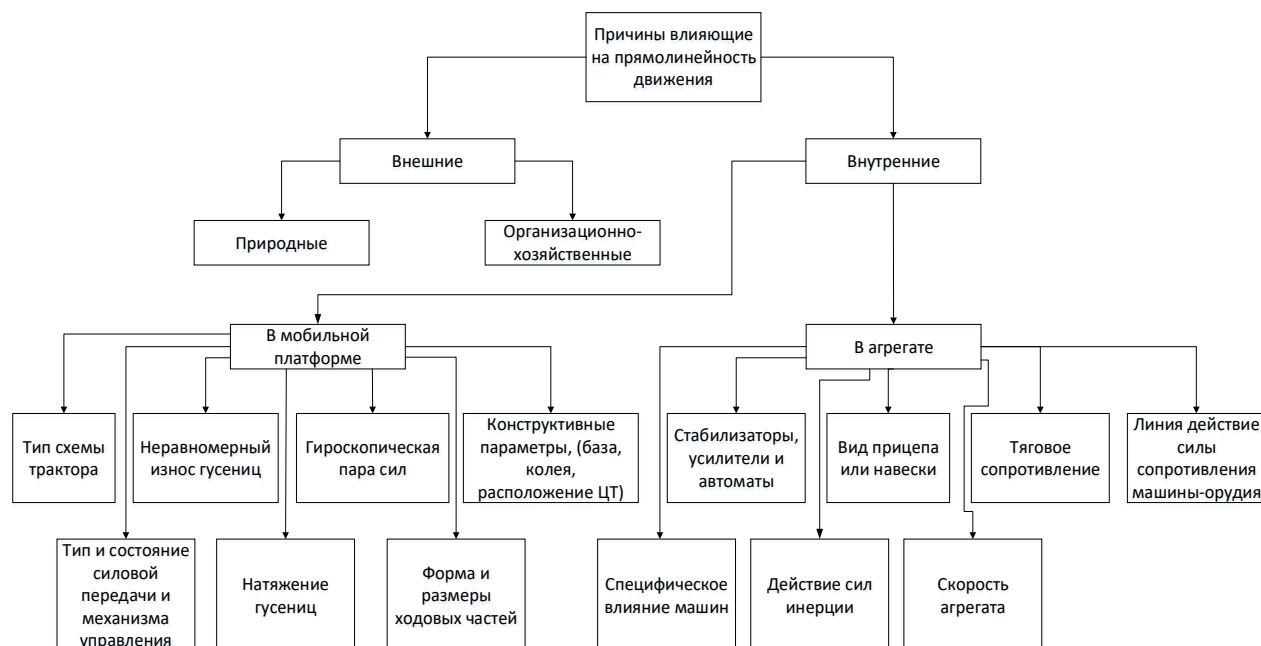 Причины влияющие
на прямолинейность
движения
Внешние
Внутренние
Природные
Организационно-
хозяйственные
В мобильной
платформе
В агрегате
Тип схемы
трактора
Неравномерный
износ гусениц
Гироскопическая
пара сил
Конструктивные
параметры, (база,
колея,
расположение ЦТ)
Стабилизаторы,
усилители и
автоматы
Вид прицепа
или навески
Тяговое
сопротивление
Линия действие
силы
сопротивления
машины-орудия
Тип и состояние
силовой
передачи и
механизма
управления
Натяжение
гусениц
Форма и
размеры
ходовых частей
Специфическое
влияние машин
Действие сил
инерции
Скорость
агрегата